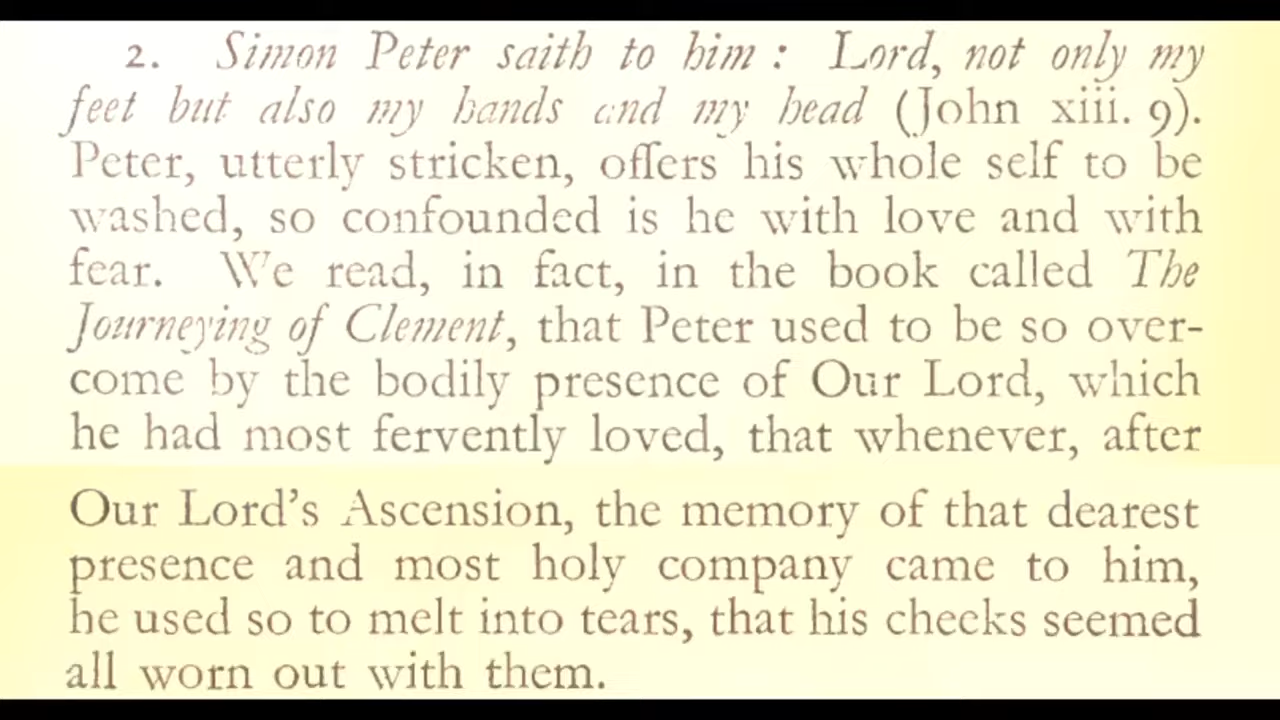 2. Simon Peter saith to him : Lord, not only my
feet but also my hands and my head (John xiii. 9).
Peter, utterly stricken, offers his whole self to be
washed, so confounded is he with love and with
fear. We read, in fact, in the book called The
Journeying of Clement, that Peter used to be so over-
come by the bodily presence of Our Lord, which
he had most fervently loved, that whenever, after
Our Lord's Ascension, the memory of that dearest
presence and most holy company came to him,
he used so to melt into tears, that his cheeks seemed
all worn out with them.